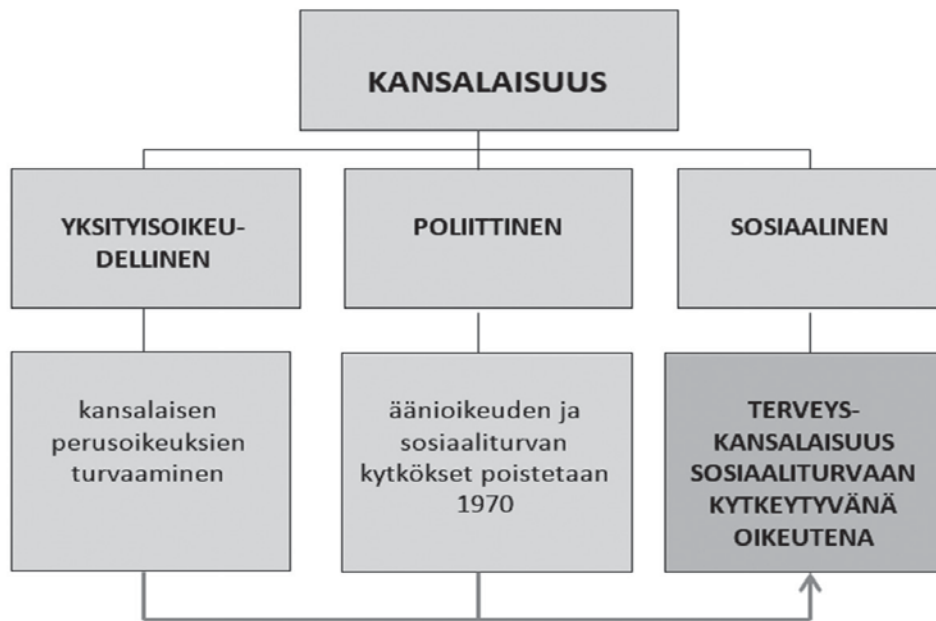 KANSALAISUUS
YKSITYISOIKEU-
DELLINEN
POLIITTINEN
SOSIAALINEN
kansalaisen
perusoikeuksien
turvaaminen
äänioikeuden ja
sosiaaliturvan
kytkökset poistetaan
1970
TERVEYS-
KANSALAISUUS
SOSIAALITURVAAN
KYTKEYTYVÄNÄ
OIKEUTENA